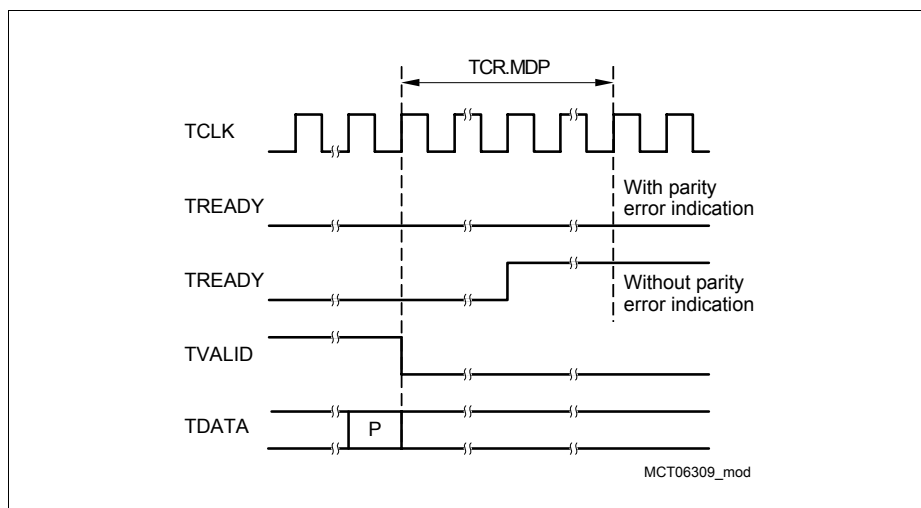 TCR.MDP
TCLK
TREADY
With parity
error indication
TREADY
Without parity
error indication
TVALID
TDATA
P
MCT06309_mod